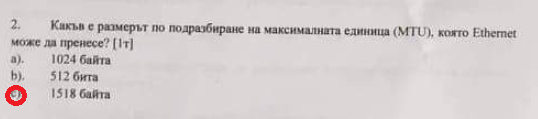 2. Какъв е размерът по подразбиране на максималната единица (MTU), която Ethernet
може да пренесе? [1т]
а). 1024 байта
b). 512 бита
1518 байта